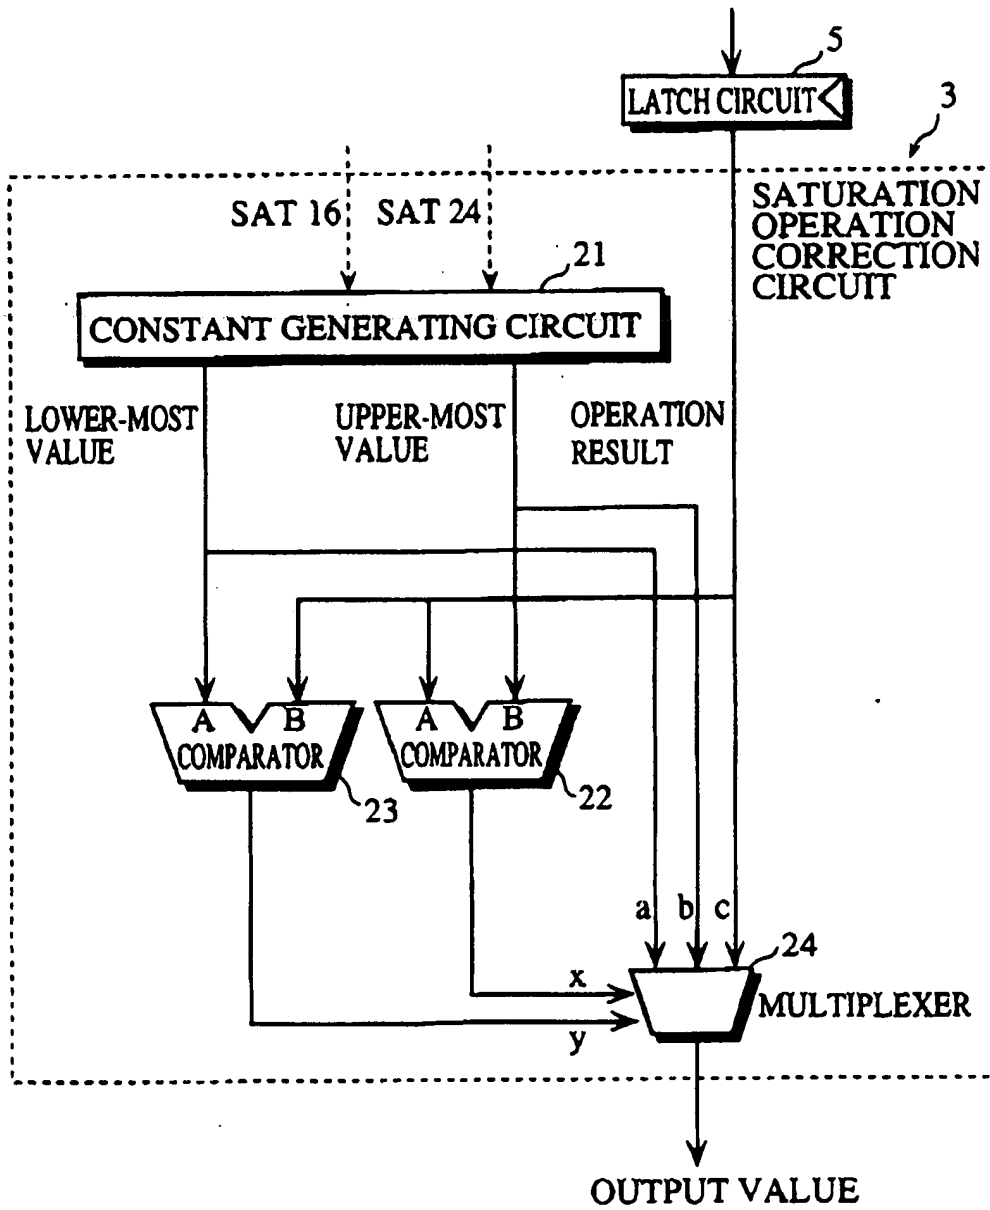 5
LATCH CIRCUIT
3
SATURATION
OPERATION
CORRECTION
CIRCUIT
SAT 16
SAT 24
21
CONSTANT GENERATING CIRCUIT
LOWER-MOST
VALUE
UPPER-MOST
VALUE
OPERATION
RESULT
A B
COMPARATOR
23
A B
COMPARATOR
22
a b c
24
x
y
MULTIPLEXER
OUTPUT VALUE